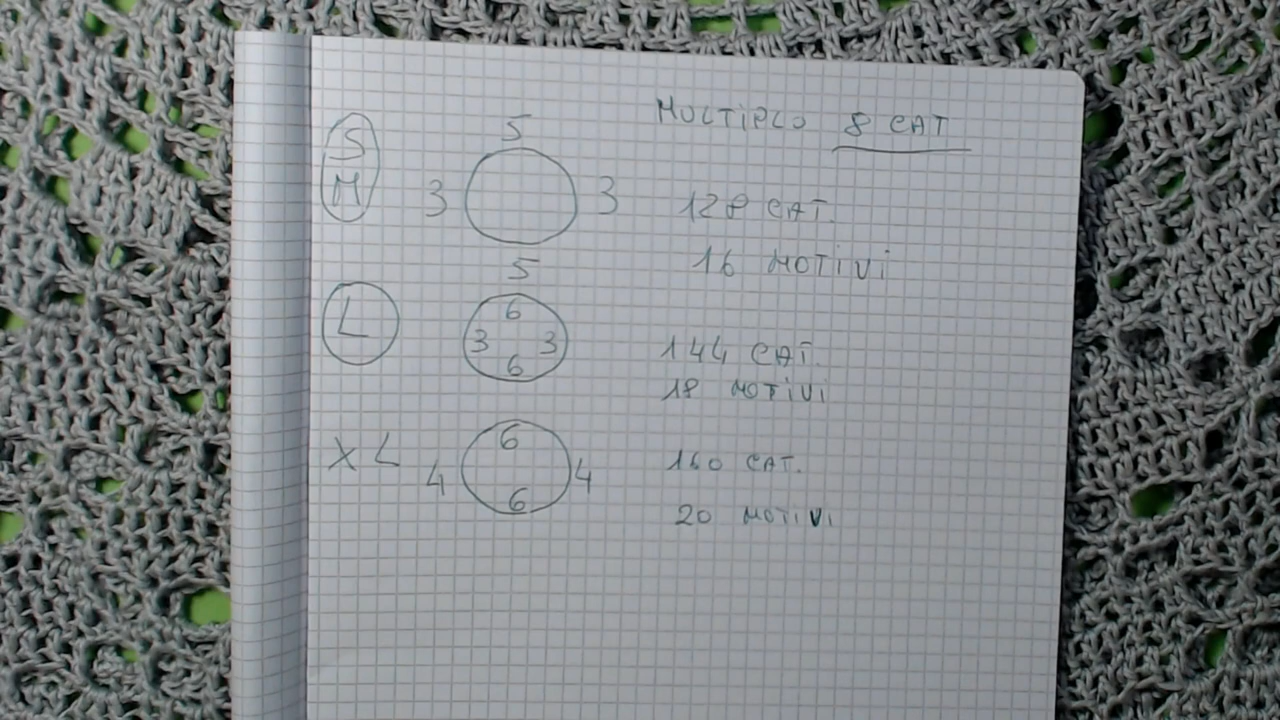 MULTIPLO 8 CAT
S
M
5
3 3
5
128 CAT.
16 MOTIVI
L
6
3 3
6
144 CAT.
18 MOTIVI
XL
6
4 4
6
160 CAT.
20 MOTIVI